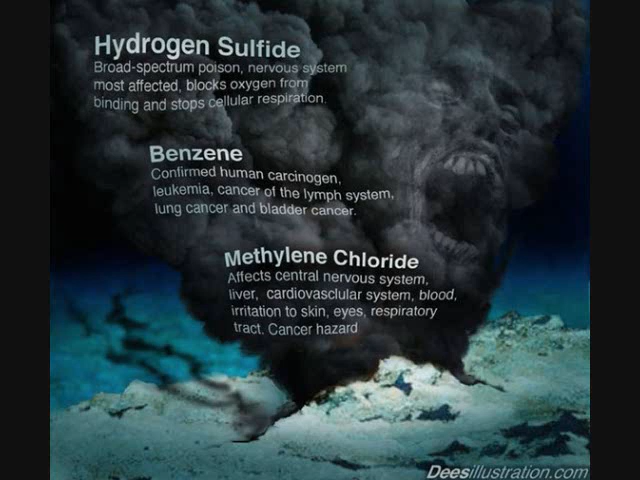 Hydrogen Sulfide
Broad-spectrum poison, nervous system
most affected, blocks oxygen from
binding and stops cellular respiration.
Benzene
Confirmed human carcinogen,
leukemia, cancer of the lymph system,
lung cancer and bladder cancer.
Methylene Chloride
Affects central nervous system,
liver, cardiovasclular system, blood,
irritation to skin, eyes, respiratory
tract. Cancer hazard
Deesillustration.com